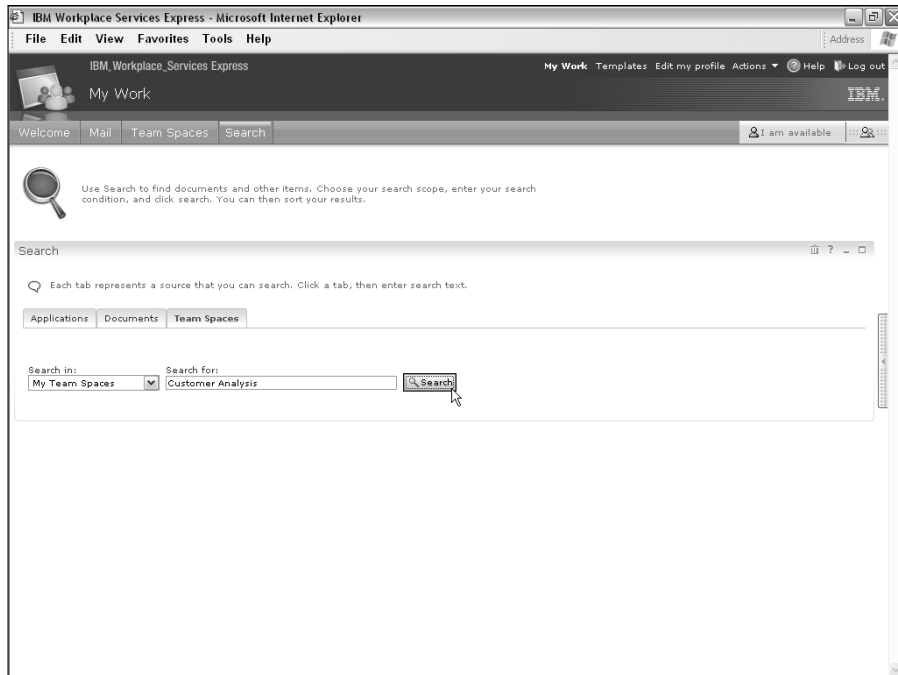 IBM Workplace Services Express - Microsoft Internet Explorer
File Edit View Favorites Tools Help Address
IBM_Workplace_Services Express My Work Templates Edit my profile Actions Help Log out
My Work IBM.
Welcome Mail Team Spaces Search I am available
Use Search to find documents and other items. Choose your search scope, enter your search
condition, and click search. You can then sort your results.
Search ?
Each tab represents a source that you can search. Click a tab, then enter search text.
Applications Documents Team Spaces
Search in: Search for:
My Team Spaces Customer Analysis Search